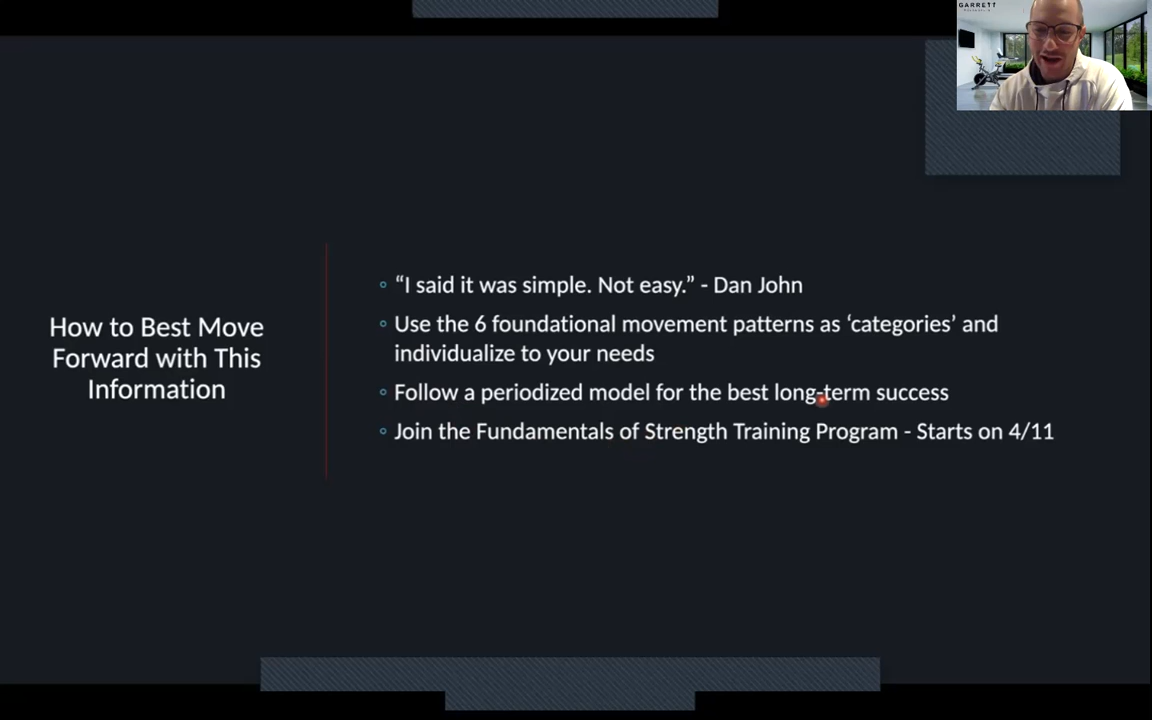 GARRETT
How to Best Move
Forward with This
Information
“I said it was simple. Not easy.” - Dan John
Use the 6 foundational movement patterns as ‘categories’ and
individualize to your needs
Follow a periodized model for the best long-term success
Join the Fundamentals of Strength Training Program - Starts on 4/11